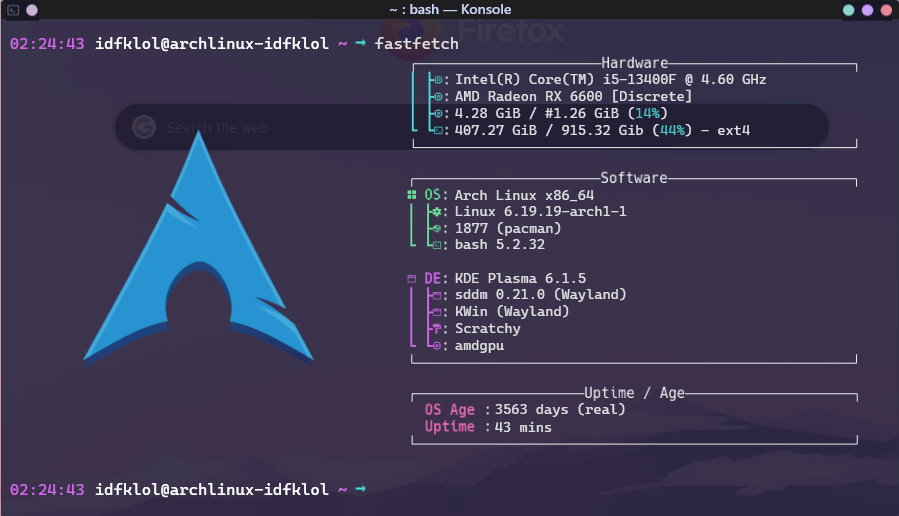 ~ : bash — Konsole
Firefox
02:24:43 idfklol@archlinux-idfklol ~ → fastfetch
Hardware
: Intel(R) Core(TM) i5-13400F @ 4.60 GHz
: AMD Radeon RX 6600 [Discrete]
: 4.28 GiB / #1.26 GiB (14%)
: 407.27 GiB / 915.32 Gib (44%) - ext4
Search the web
Software
OS: Arch Linux x86_64
: Linux 6.19.19-arch1-1
: 1877 (pacman)
: bash 5.2.32
DE: KDE Plasma 6.1.5
: sddm 0.21.0 (Wayland)
: KWin (Wayland)
: Scratchy
: amdgpu
Uptime / Age
OS Age : 3563 days (real)
Uptime : 43 mins
02:24:43 idfklol@archlinux-idfklol ~ →